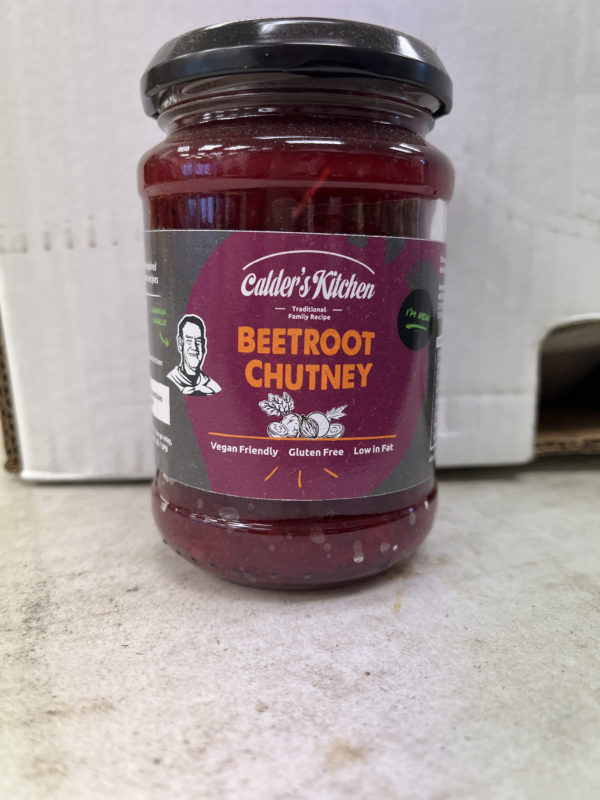 Calder's Kitchen
Traditional
Family Recipe
BEETROOT
CHUTNEY
Vegan Friendly Gluten Free Low in Fat
I'M